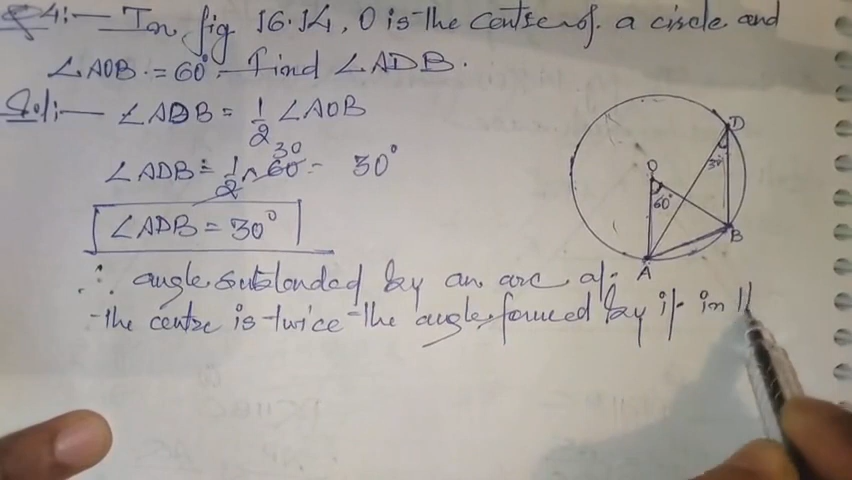 Q4:— In fig 16.14, O is the centre of a circle and
∠AOB = 60°. Find ∠ADB.
Sol:— ∠ADB = 1/2 ∠AOB
∠ADB = 1/2 × 60 = 30°
30
∠ADB = 30°
∴ angle subtended by an arc at
the centre is twice the angle formed by it in
D
30°
O
60°
B
A